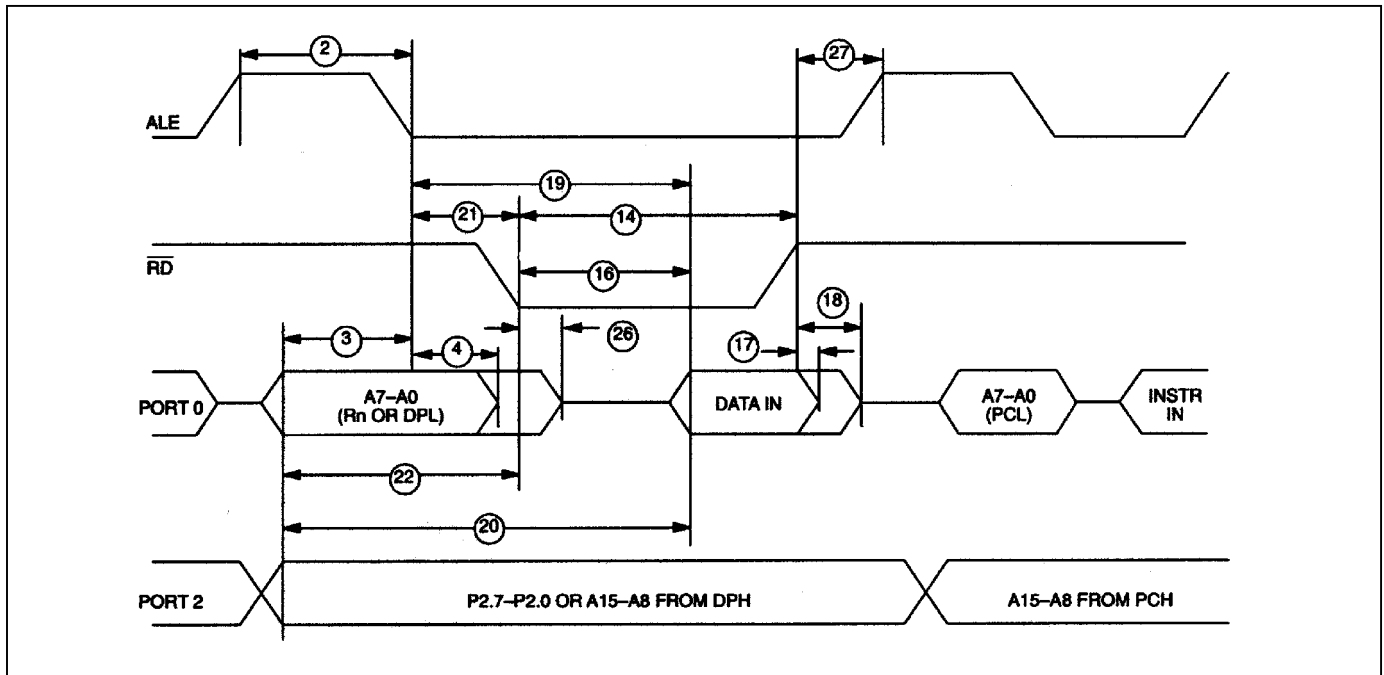 2
27
ALE
19
21
14
RD
16
18
3
4
26
17
PORT 0
A7–A0
(Rn OR DPL)
DATA IN
A7–A0
(PCL)
INSTR
IN
22
20
PORT 2
P2.7–P2.0 OR A15–A8 FROM DPH
A15–A8 FROM PCH